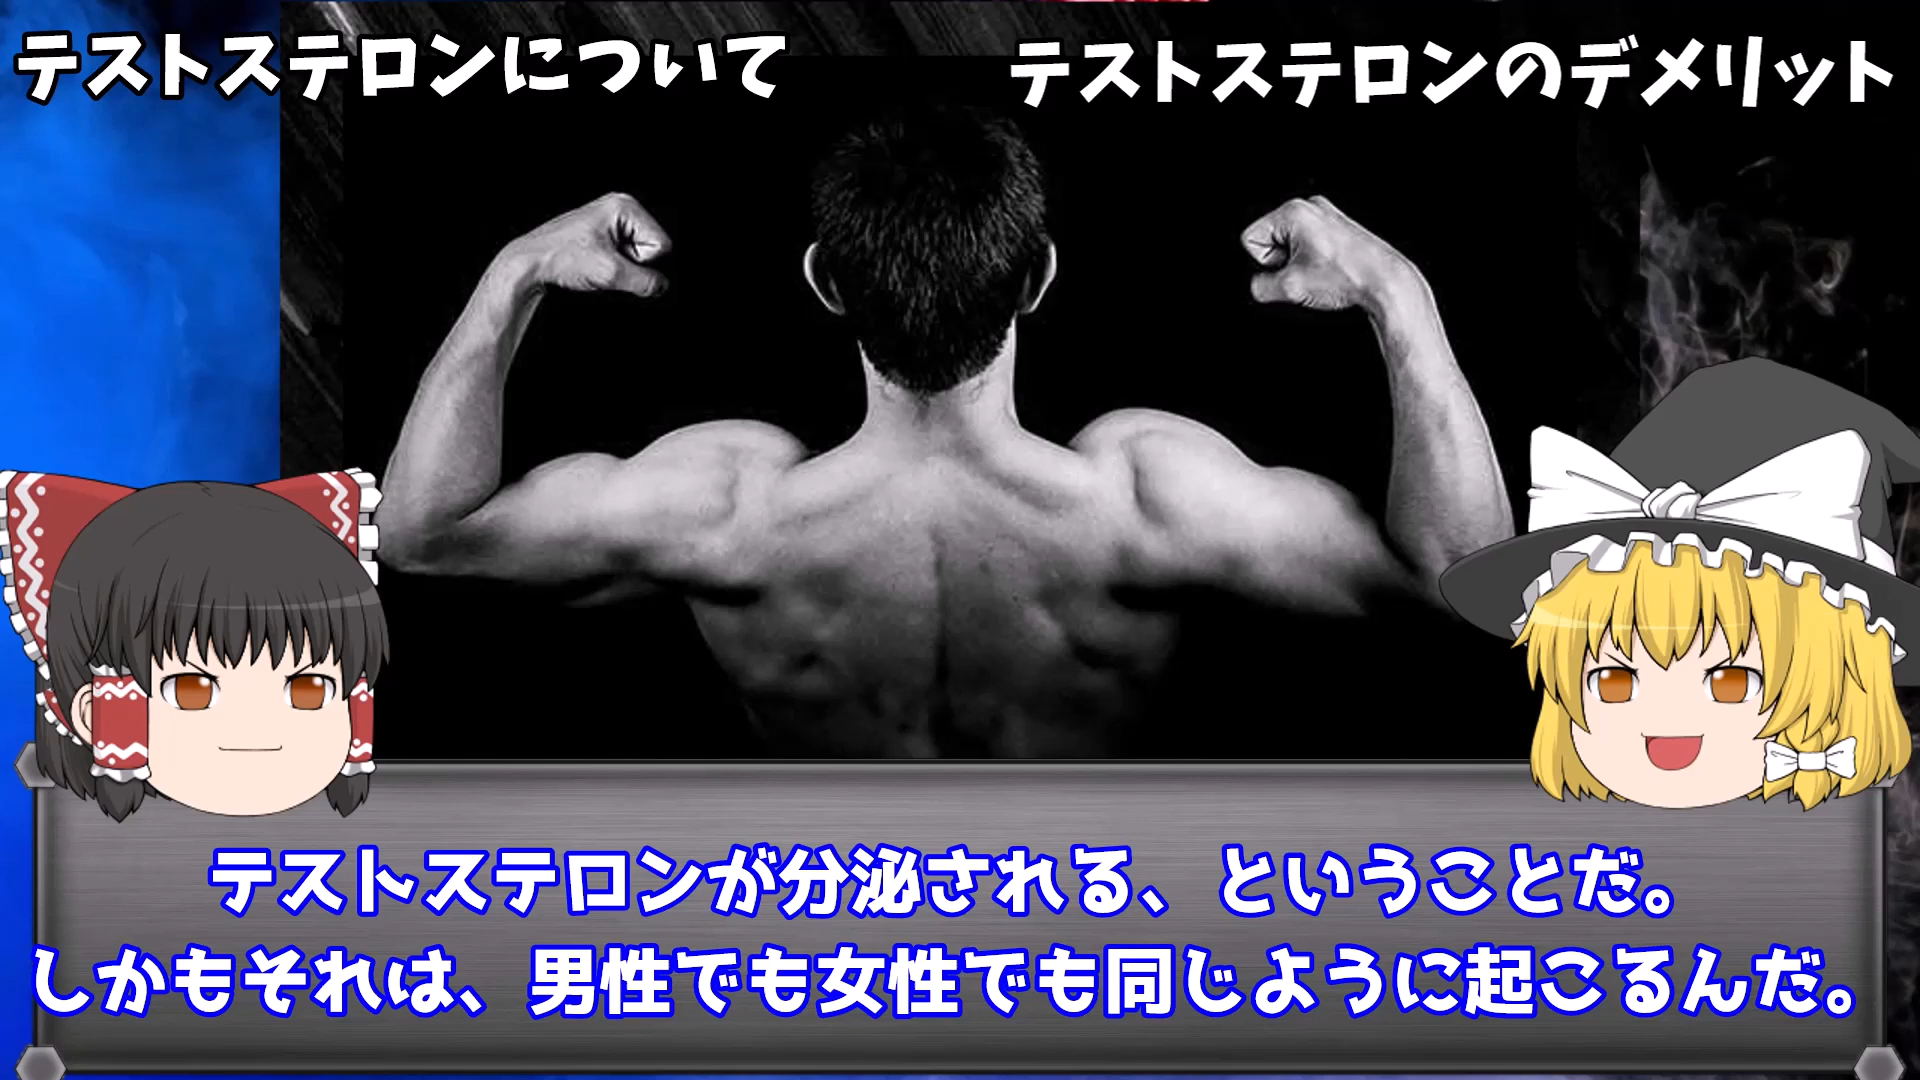 テストステロンについて
テストステロンのデメリット
テストステロンが分泌される、ということだ。
しかもそれは、男性でも女性でも同じように起こるんだ。